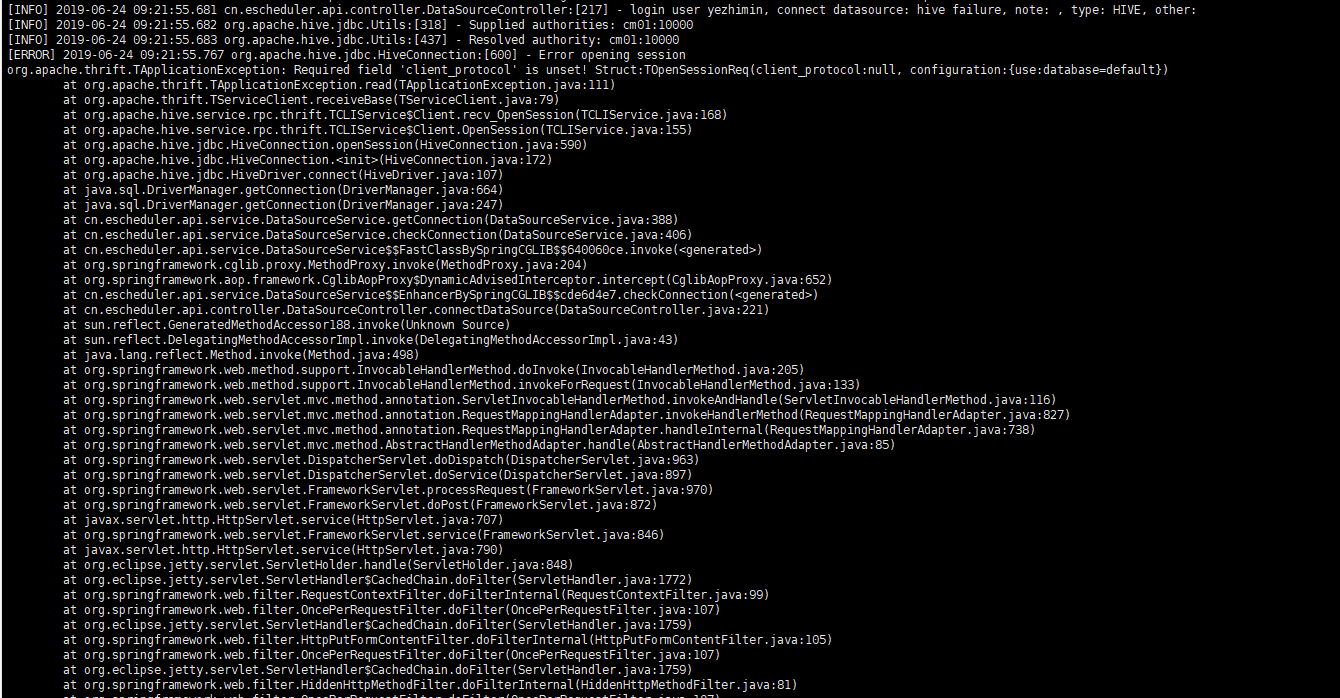 [INFO] 2019-06-24 09:21:55.681 cn.escheduler.api.controller.DataSourceController:[217] - login user yezhimin, connect datasource: hive failure, note: , type: HIVE, other:
[INFO] 2019-06-24 09:21:55.682 org.apache.hive.jdbc.Utils:[318] - Supplied authorities: cm01:10000
[INFO] 2019-06-24 09:21:55.683 org.apache.hive.jdbc.Utils:[437] - Resolved authority: cm01:10000
[ERROR] 2019-06-24 09:21:55.767 org.apache.hive.jdbc.HiveConnection:[600] - Error opening session
org.apache.thrift.TApplicationException: Required field 'client_protocol' is unset! Struct:TOpenSessionReq(client_protocol:null, configuration:{use:database=default})
at org.apache.thrift.TApplicationException.read(TApplicationException.java:111)
at org.apache.thrift.TServiceClient.receiveBase(TServiceClient.java:79)
at org.apache.hive.service.rpc.thrift.TCLIService$Client.recv_OpenSession(TCLIService.java:168)
at org.apache.hive.service.rpc.thrift.TCLIService$Client.OpenSession(TCLIService.java:155)
at org.apache.hive.jdbc.HiveConnection.openSession(HiveConnection.java:590)
at org.apache.hive.jdbc.HiveConnection.<init>(HiveConnection.java:172)
at org.apache.hive.jdbc.HiveDriver.connect(HiveDriver.java:107)
at java.sql.DriverManager.getConnection(DriverManager.java:664)
at java.sql.DriverManager.getConnection(DriverManager.java:247)
at cn.escheduler.api.service.DataSourceService.getConnection(DataSourceService.java:388)
at cn.escheduler.api.service.DataSourceService.checkConnection(DataSourceService.java:406)
at cn.escheduler.api.service.DataSourceService$$FastClassBySpringCGLIB$$640060ce.invoke(<generated>)
at org.springframework.cglib.proxy.MethodProxy.invoke(MethodProxy.java:204)
at org.springframework.aop.framework.CglibAopProxy$DynamicAdvisedInterceptor.intercept(CglibAopProxy.java:652)
at cn.escheduler.api.service.DataSourceService$$EnhancerBySpringCGLIB$$cde6d4e7.checkConnection(<generated>)
at cn.escheduler.api.controller.DataSourceController.connectDataSource(DataSourceController.java:221)
at sun.reflect.GeneratedMethodAccessor188.invoke(Unknown Source)
at sun.reflect.DelegatingMethodAccessorImpl.invoke(DelegatingMethodAccessorImpl.java:43)
at java.lang.reflect.Method.invoke(Method.java:498)
at org.springframework.web.method.support.InvocableHandlerMethod.doInvoke(InvocableHandlerMethod.java:205)
at org.springframework.web.method.support.InvocableHandlerMethod.invokeForRequest(InvocableHandlerMethod.java:133)
at org.springframework.web.servlet.mvc.method.annotation.ServletInvocableHandlerMethod.invokeAndHandle(ServletInvocableHandlerMethod.java:116)
at org.springframework.web.servlet.mvc.method.annotation.RequestMappingHandlerAdapter.invokeHandlerMethod(RequestMappingHandlerAdapter.java:827)
at org.springframework.web.servlet.mvc.method.annotation.RequestMappingHandlerAdapter.handleInternal(RequestMappingHandlerAdapter.java:738)
at org.springframework.web.servlet.mvc.method.AbstractHandlerMethodAdapter.handle(AbstractHandlerMethodAdapter.java:85)
at org.springframework.web.servlet.DispatcherServlet.doDispatch(DispatcherServlet.java:963)
at org.springframework.web.servlet.DispatcherServlet.doService(DispatcherServlet.java:897)
at org.springframework.web.servlet.FrameworkServlet.processRequest(FrameworkServlet.java:970)
at org.springframework.web.servlet.FrameworkServlet.doPost(FrameworkServlet.java:872)
at javax.servlet.http.HttpServlet.service(HttpServlet.java:707)
at org.springframework.web.servlet.FrameworkServlet.service(FrameworkServlet.java:846)
at javax.servlet.http.HttpServlet.service(HttpServlet.java:790)
at org.eclipse.jetty.servlet.ServletHolder.handle(ServletHolder.java:848)
at org.eclipse.jetty.servlet.ServletHandler$CachedChain.doFilter(ServletHandler.java:1772)
at org.springframework.web.filter.RequestContextFilter.doFilterInternal(RequestContextFilter.java:99)
at org.springframework.web.filter.OncePerRequestFilter.doFilter(OncePerRequestFilter.java:107)
at org.eclipse.jetty.servlet.ServletHandler$CachedChain.doFilter(ServletHandler.java:1759)
at org.springframework.web.filter.HttpPutFormContentFilter.doFilterInternal(HttpPutFormContentFilter.java:105)
at org.springframework.web.filter.OncePerRequestFilter.doFilter(OncePerRequestFilter.java:107)
at org.eclipse.jetty.servlet.ServletHandler$CachedChain.doFilter(ServletHandler.java:1759)
at org.springframework.web.filter.HiddenHttpMethodFilter.doFilterInternal(HiddenHttpMethodFilter.java:81)